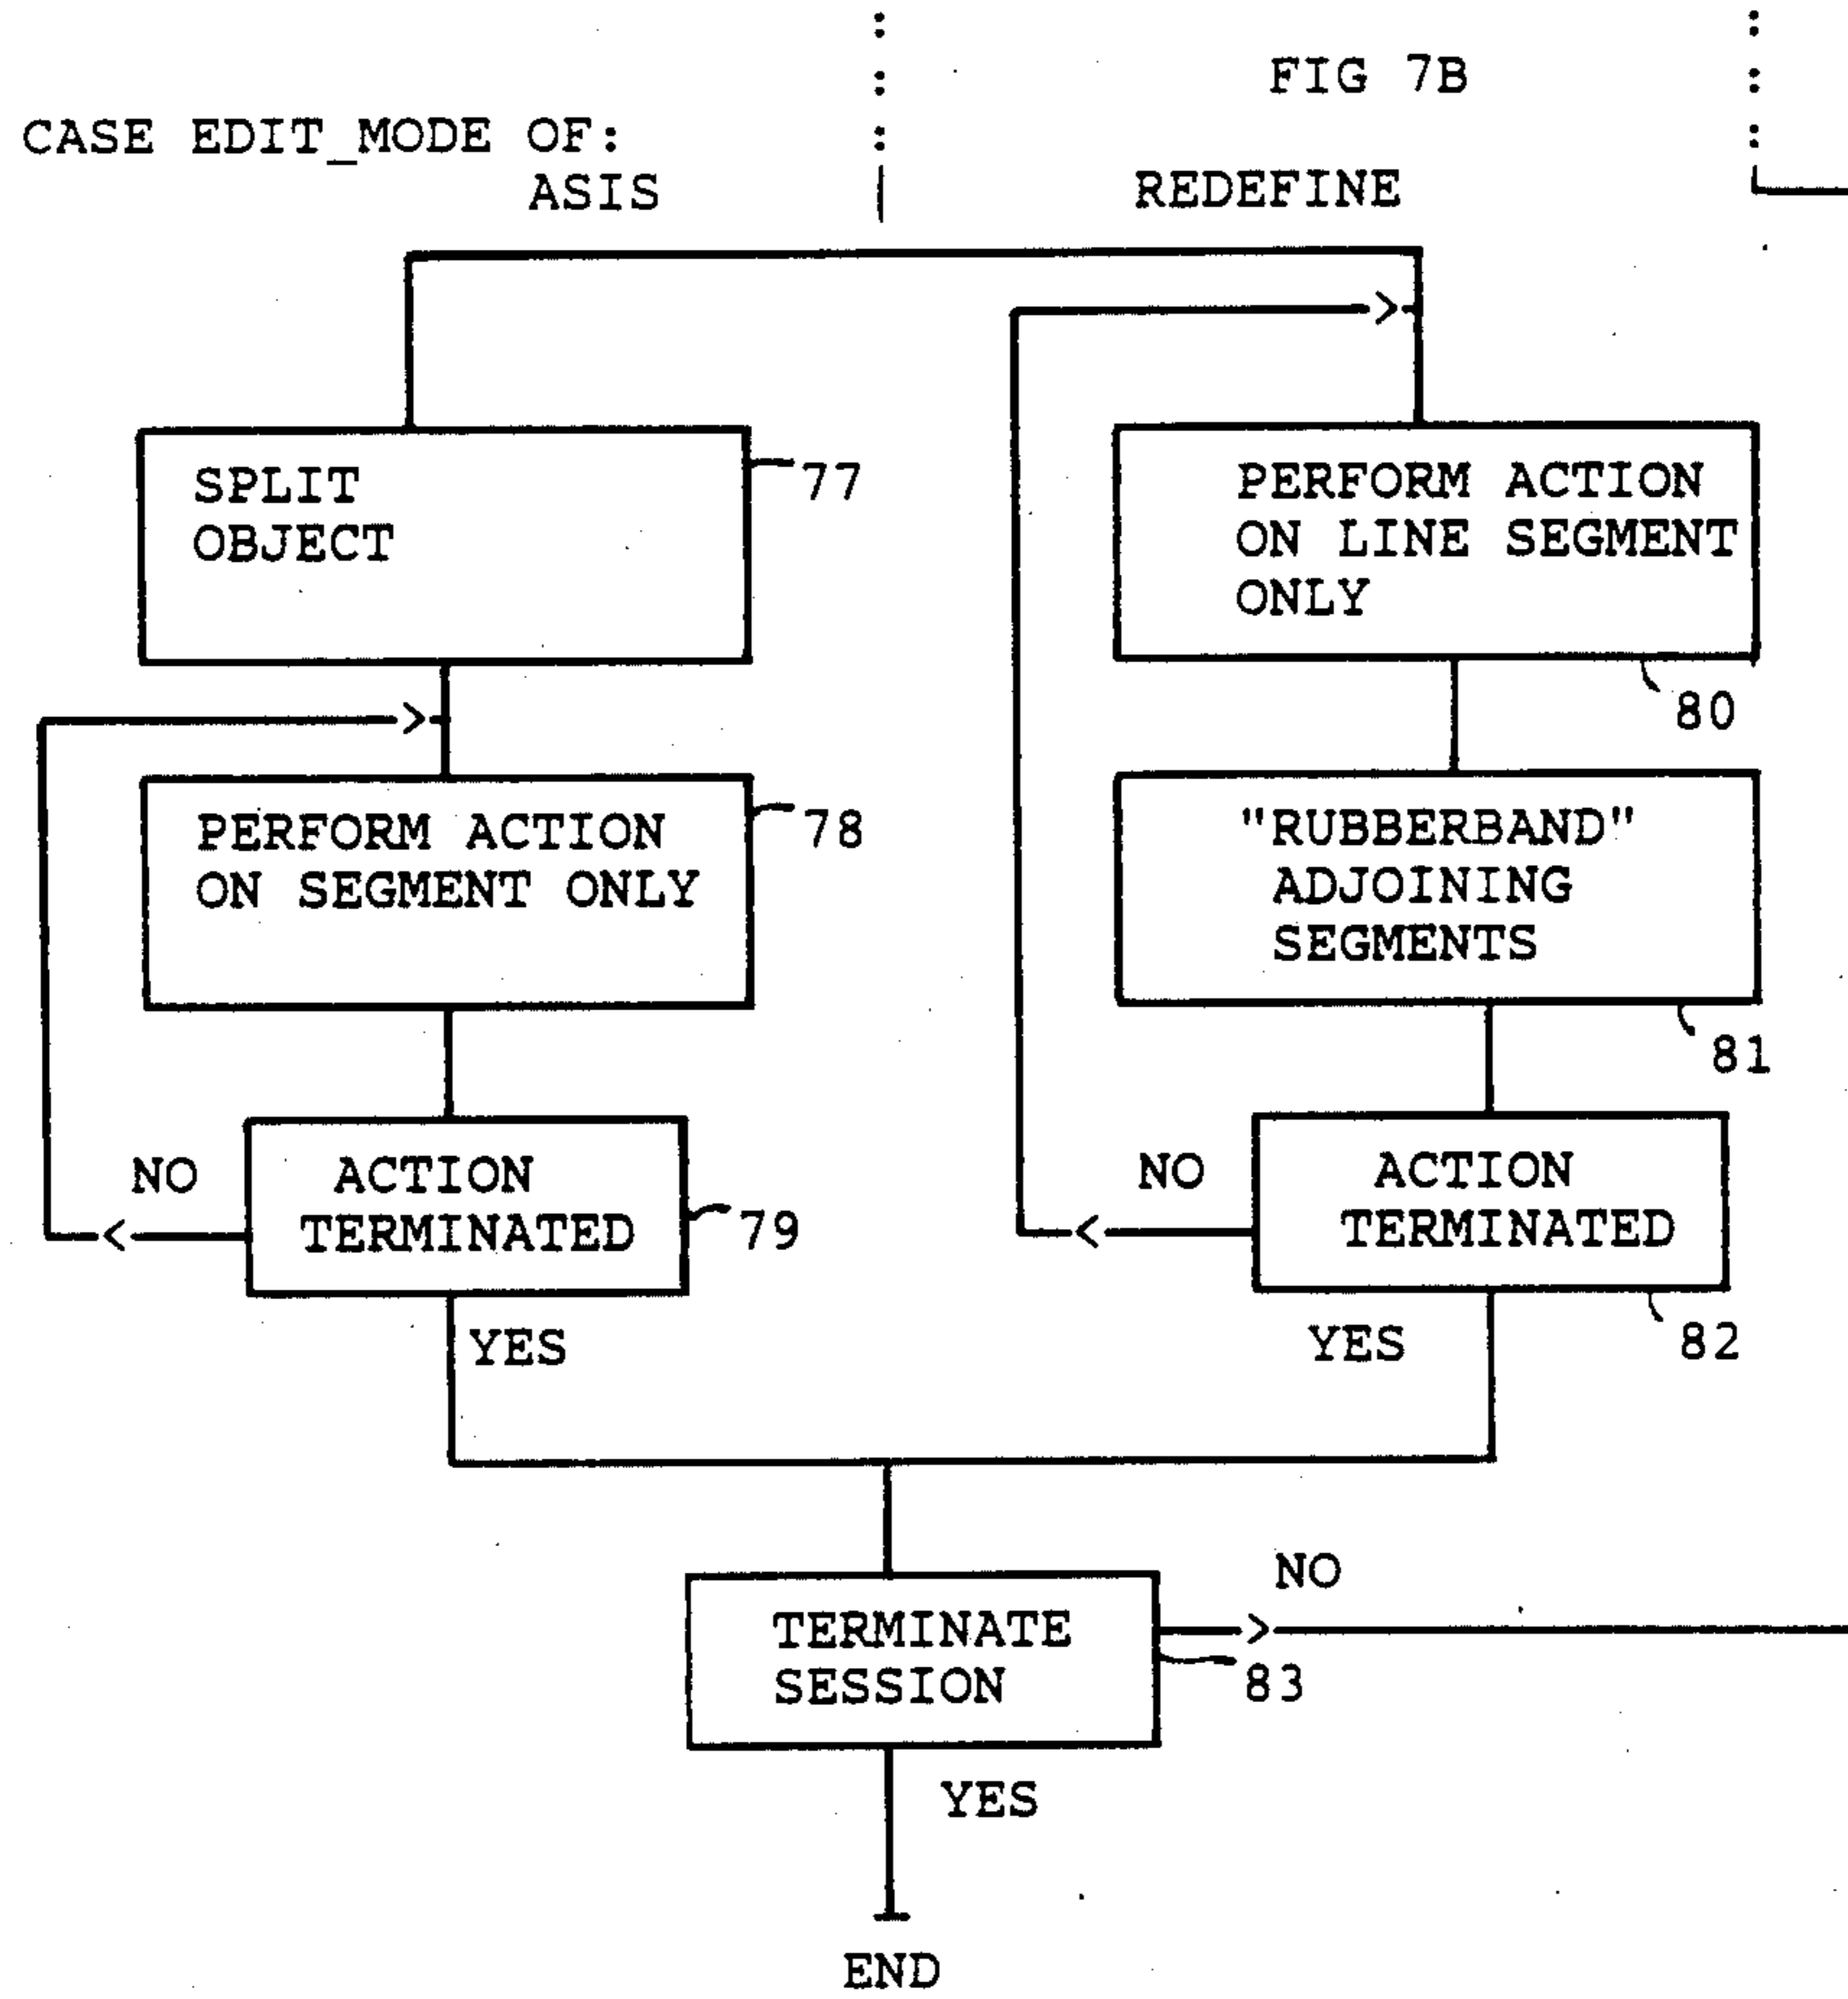 FIG 7B
CASE EDIT_MODE OF:
ASIS
REDEFINE
SPLIT
OBJECT
77
PERFORM ACTION
ON SEGMENT ONLY
78
NO
ACTION
TERMINATED
79
YES
PERFORM ACTION
ON LINE SEGMENT
ONLY
80
"RUBBERBAND"
ADJOINING
SEGMENTS
81
NO
ACTION
TERMINATED
82
YES
TERMINATE
SESSION
NO
83
YES
END